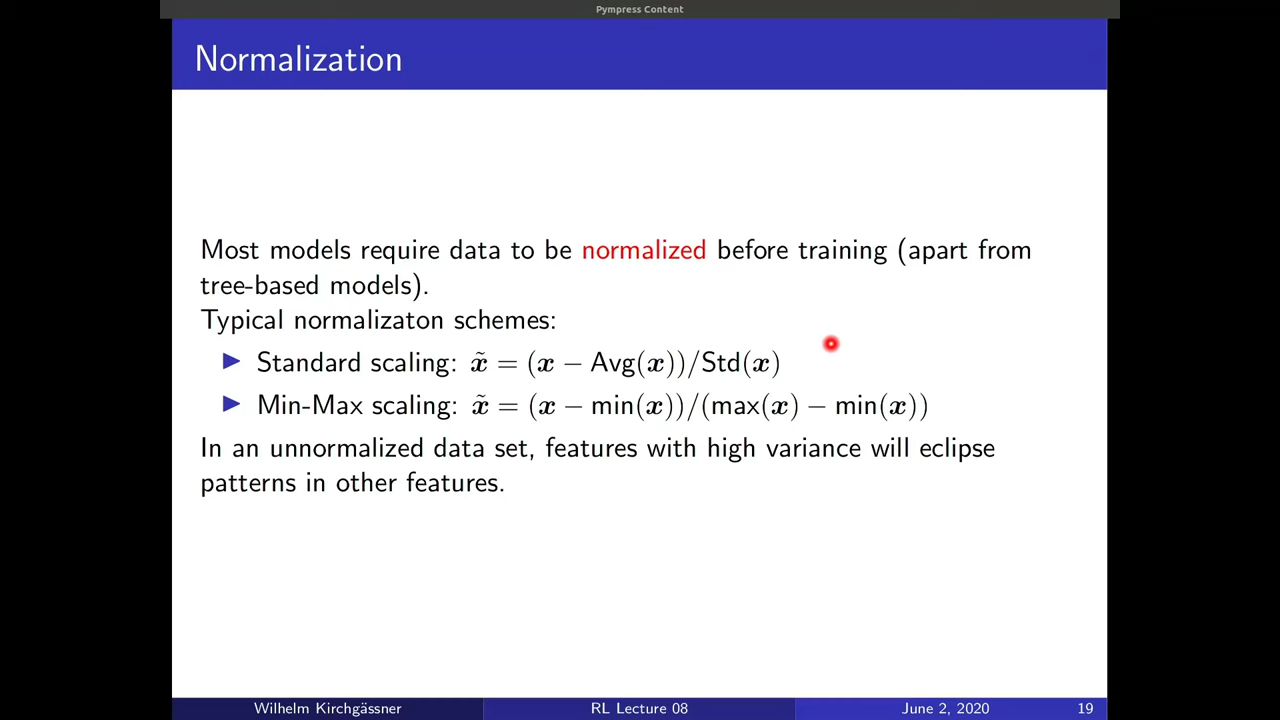 Pympress Content
Normalization
Most models require data to be normalized before training (apart from
tree-based models).
Typical normalizaton schemes:
▶ Standard scaling: x̃ = (x − Avg(x))/Std(x)
▶ Min-Max scaling: x̃ = (x − min(x))/(max(x) − min(x))
In an unnormalized data set, features with high variance will eclipse
patterns in other features.
Wilhelm Kirchgässner RL Lecture 08 June 2, 2020 19